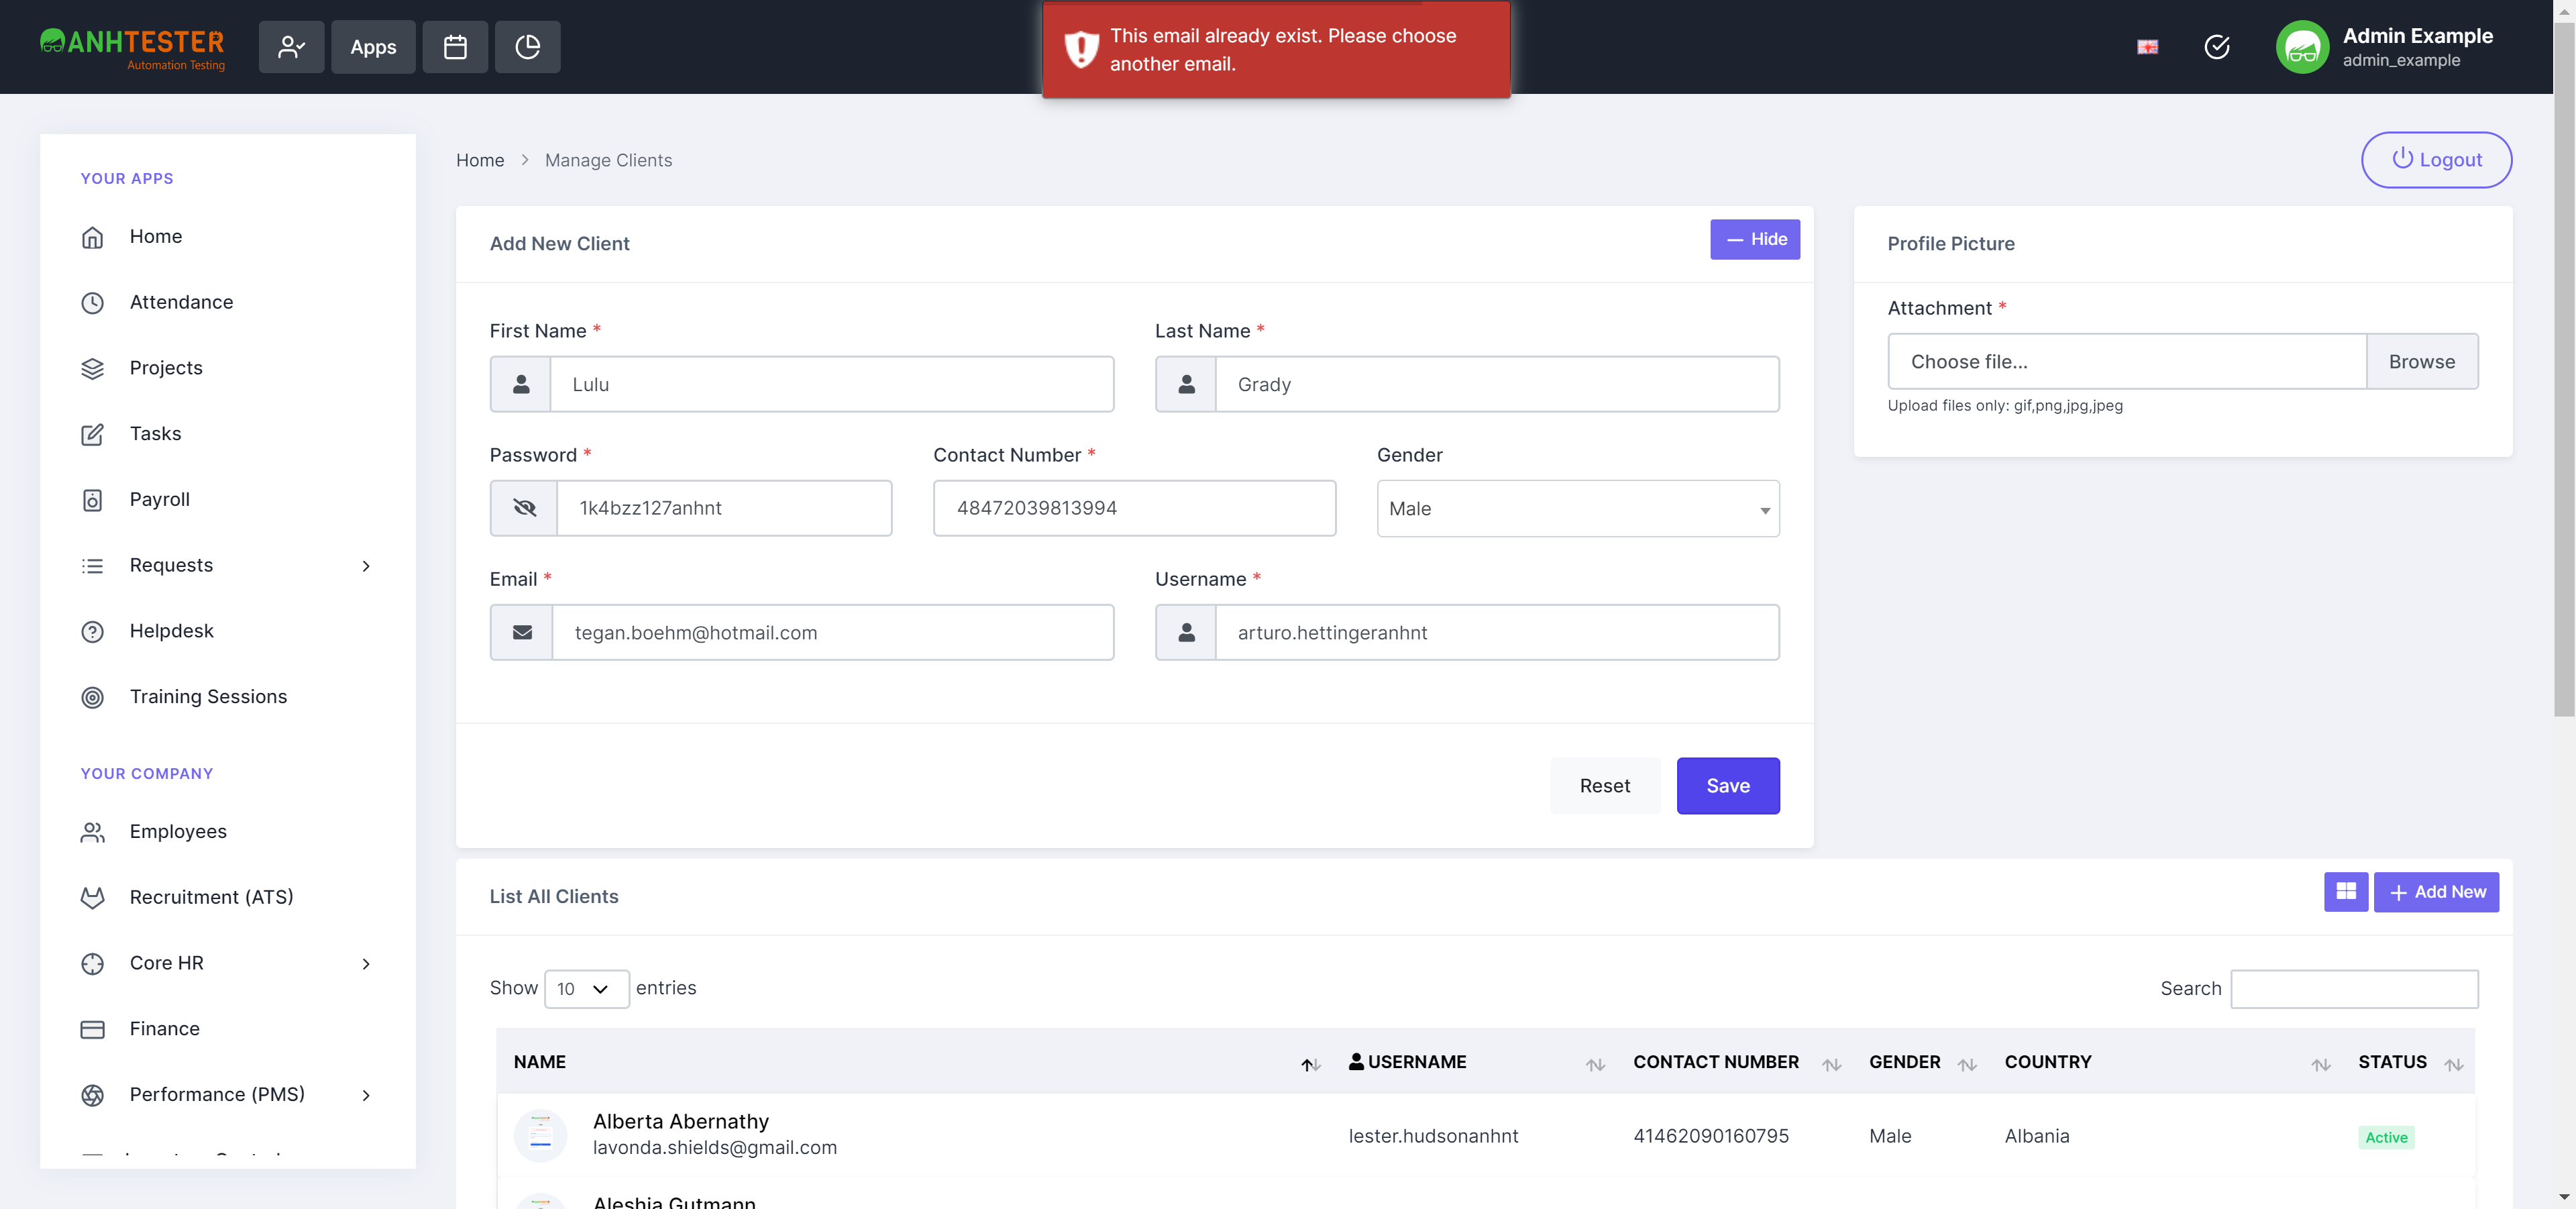 ANHTESTER
Automation Testing
Apps
This email already exist. Please choose
another email.
Admin Example
admin_example
YOUR APPS
Home
Attendance
Projects
Tasks
Payroll
Requests
Helpdesk
Training Sessions
YOUR COMPANY
Employees
Recruitment (ATS)
Core HR
Finance
Performance (PMS)
Home > Manage Clients
Logout
Add New Client
Hide
First Name *
Last Name *
Lulu
Grady
Password *
Contact Number *
Gender
1k4bzz127anhnt
48472039813994
Male
Email *
Username *
tegan.boehm@hotmail.com
arturo.hettingeranhnt
Reset
Save
Profile Picture
Attachment *
Choose file...
Browse
Upload files only: gif,png,jpg,jpeg
List All Clients
Add New
Show 10 entries
Search
NAME USERNAME CONTACT NUMBER GENDER COUNTRY STATUS
Alberta Abernathy
lavonda.shields@gmail.com
lester.hudsonanhnt
41462090160795
Male
Albania
Active
Aleshia Gutmann